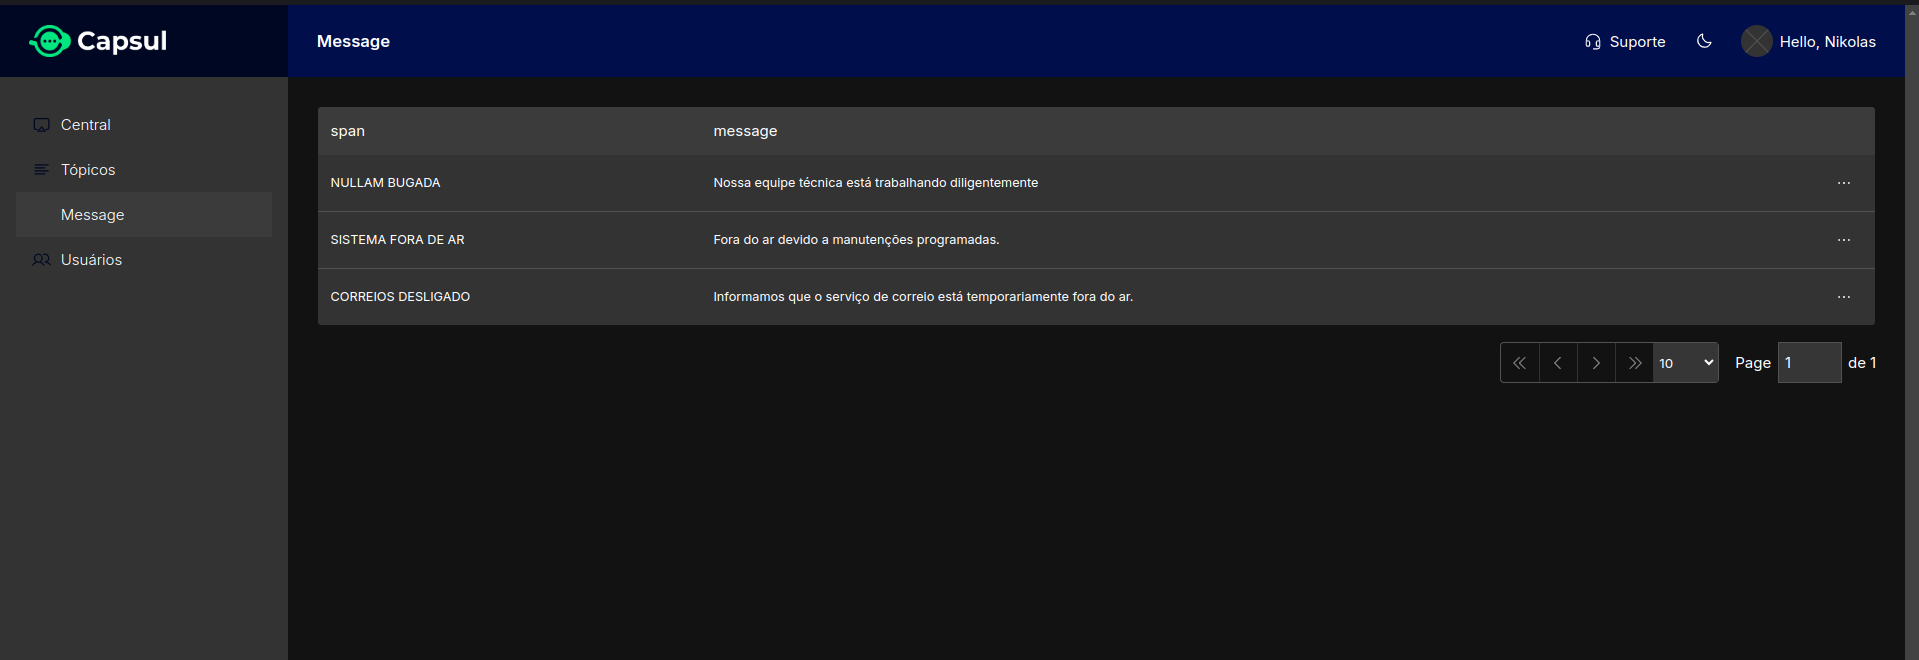 Capsul
Message
Suporte
Hello, Nikolas
Central
Tópicos
Message
Usuários
span message
NULLAM BUGADA Nossa equipe técnica está trabalhando diligentemente ...
SISTEMA FORA DE AR Fora do ar devido a manutenções programadas. ...
CORREIOS DESLIGADO Informamos que o serviço de correio está temporariamente fora do ar. ...
10 Page 1 de 1